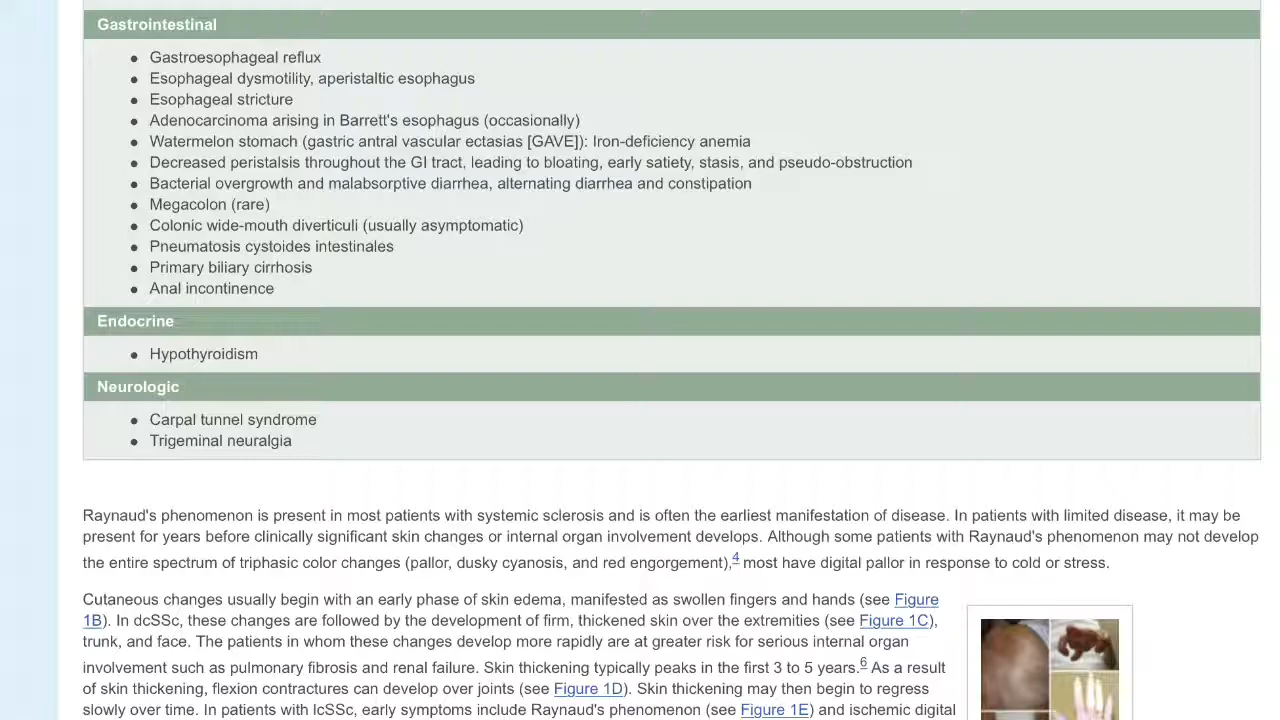 Gastrointestinal
Gastroesophageal reflux
Esophageal dysmotility, aperistaltic esophagus
Esophageal stricture
Adenocarcinoma arising in Barrett's esophagus (occasionally)
Watermelon stomach (gastric antral vascular ectasias [GAVE]): Iron-deficiency anemia
Decreased peristalsis throughout the GI tract, leading to bloating, early satiety, stasis, and pseudo-obstruction
Bacterial overgrowth and malabsorptive diarrhea, alternating diarrhea and constipation
Megacolon (rare)
Colonic wide-mouth diverticuli (usually asymptomatic)
Pneumatosis cystoides intestinales
Primary biliary cirrhosis
Anal incontinence
Endocrine
Hypothyroidism
Neurologic
Carpal tunnel syndrome
Trigeminal neuralgia
Raynaud's phenomenon is present in most patients with systemic sclerosis and is often the earliest manifestation of disease. In patients with limited disease, it may be
present for years before clinically significant skin changes or internal organ involvement develops. Although some patients with Raynaud's phenomenon may not develop
the entire spectrum of triphasic color changes (pallor, dusky cyanosis, and red engorgement),4 most have digital pallor in response to cold or stress.
Cutaneous changes usually begin with an early phase of skin edema, manifested as swollen fingers and hands (see Figure
1B). In dcSSc, these changes are followed by the development of firm, thickened skin over the extremities (see Figure 1C),
trunk, and face. The patients in whom these changes develop more rapidly are at greater risk for serious internal organ
involvement such as pulmonary fibrosis and renal failure. Skin thickening typically peaks in the first 3 to 5 years.6 As a result
of skin thickening, flexion contractures can develop over joints (see Figure 1D). Skin thickening may then begin to regress
slowly over time. In patients with lcSSc, early symptoms include Raynaud's phenomenon (see Figure 1E) and ischemic digital